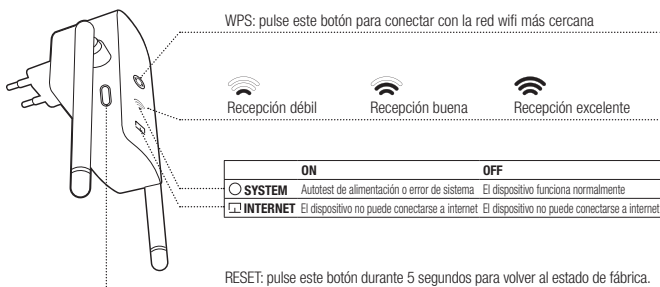 WPS: pulse este botón para conectar con la red wifi más cercana
Recepción débil Recepción buena Recepción excelente
ON OFF
SYSTEM Autotest de alimentación o error de sistema El dispositivo funciona normalmente
INTERNET El dispositivo no puede conectarse a internet El dispositivo no puede conectarse a internet
RESET: pulse este botón durante 5 segundos para volver al estado de fábrica.